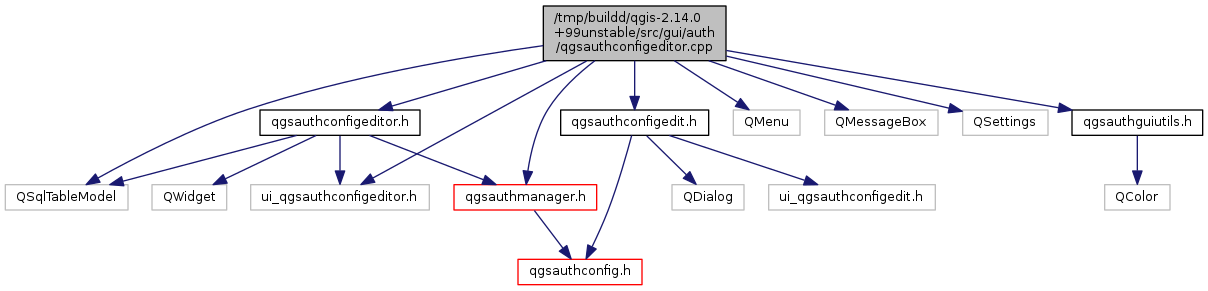 /tmp/buildd/qgis-2.14.0
+99unstable/src/gui/auth
/qgsauthconfigeditor.cpp
qgsauthconfigeditor.h
qgsauthconfigedit.h
QMenu
QMessageBox
QSettings
qgsauthguiutils.h
QSqlTableModel
QWidget
ui_qgsauthconfigeditor.h
qgsauthmanager.h
QDialog
ui_qgsauthconfigedit.h
QColor
qgsauthconfig.h